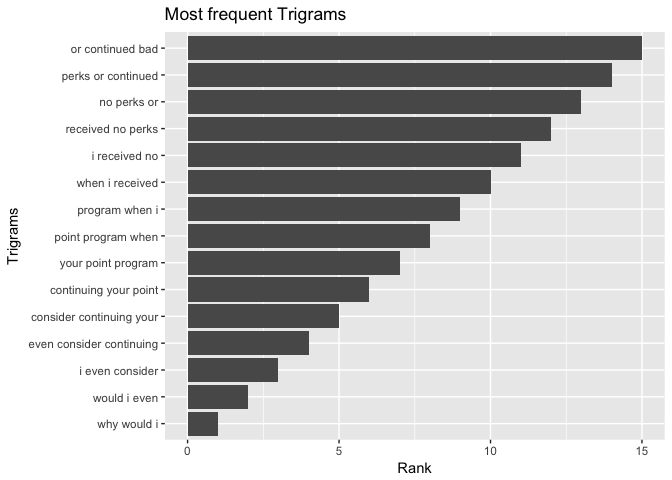 Most frequent Trigrams
or continued bad
perks or continued
no perks or
received no perks
i received no
when i received
program when i
point program when
your point program
continuing your point
consider continuing your
even consider continuing
i even consider
would i even
why would i
Trigrams
0 5 10 15
Rank